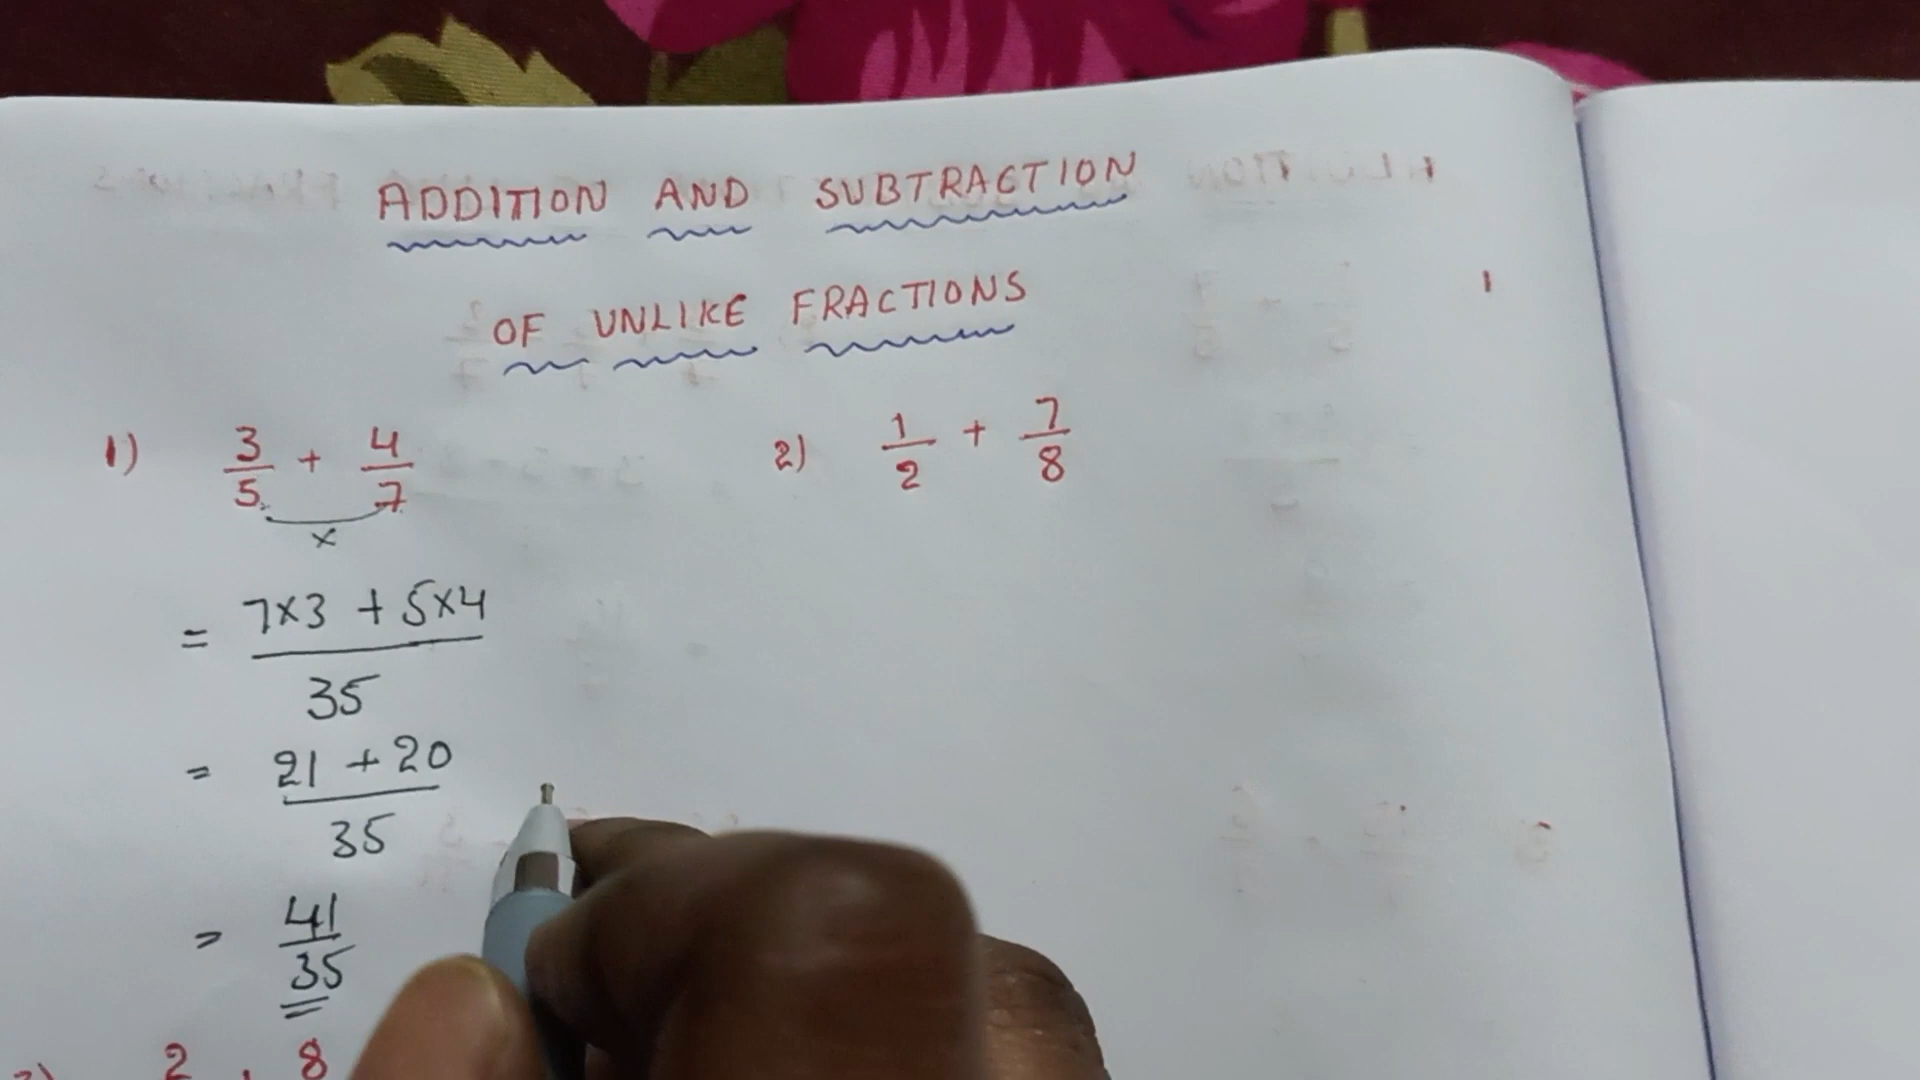 ADDITION AND SUBTRACTION
OF UNLIKE FRACTIONS
1) 3/5 + 4/7
×
= 7×3 + 5×4 / 35
= 21 + 20 / 35
= 41/35
2) 1/2 + 7/8
2 8